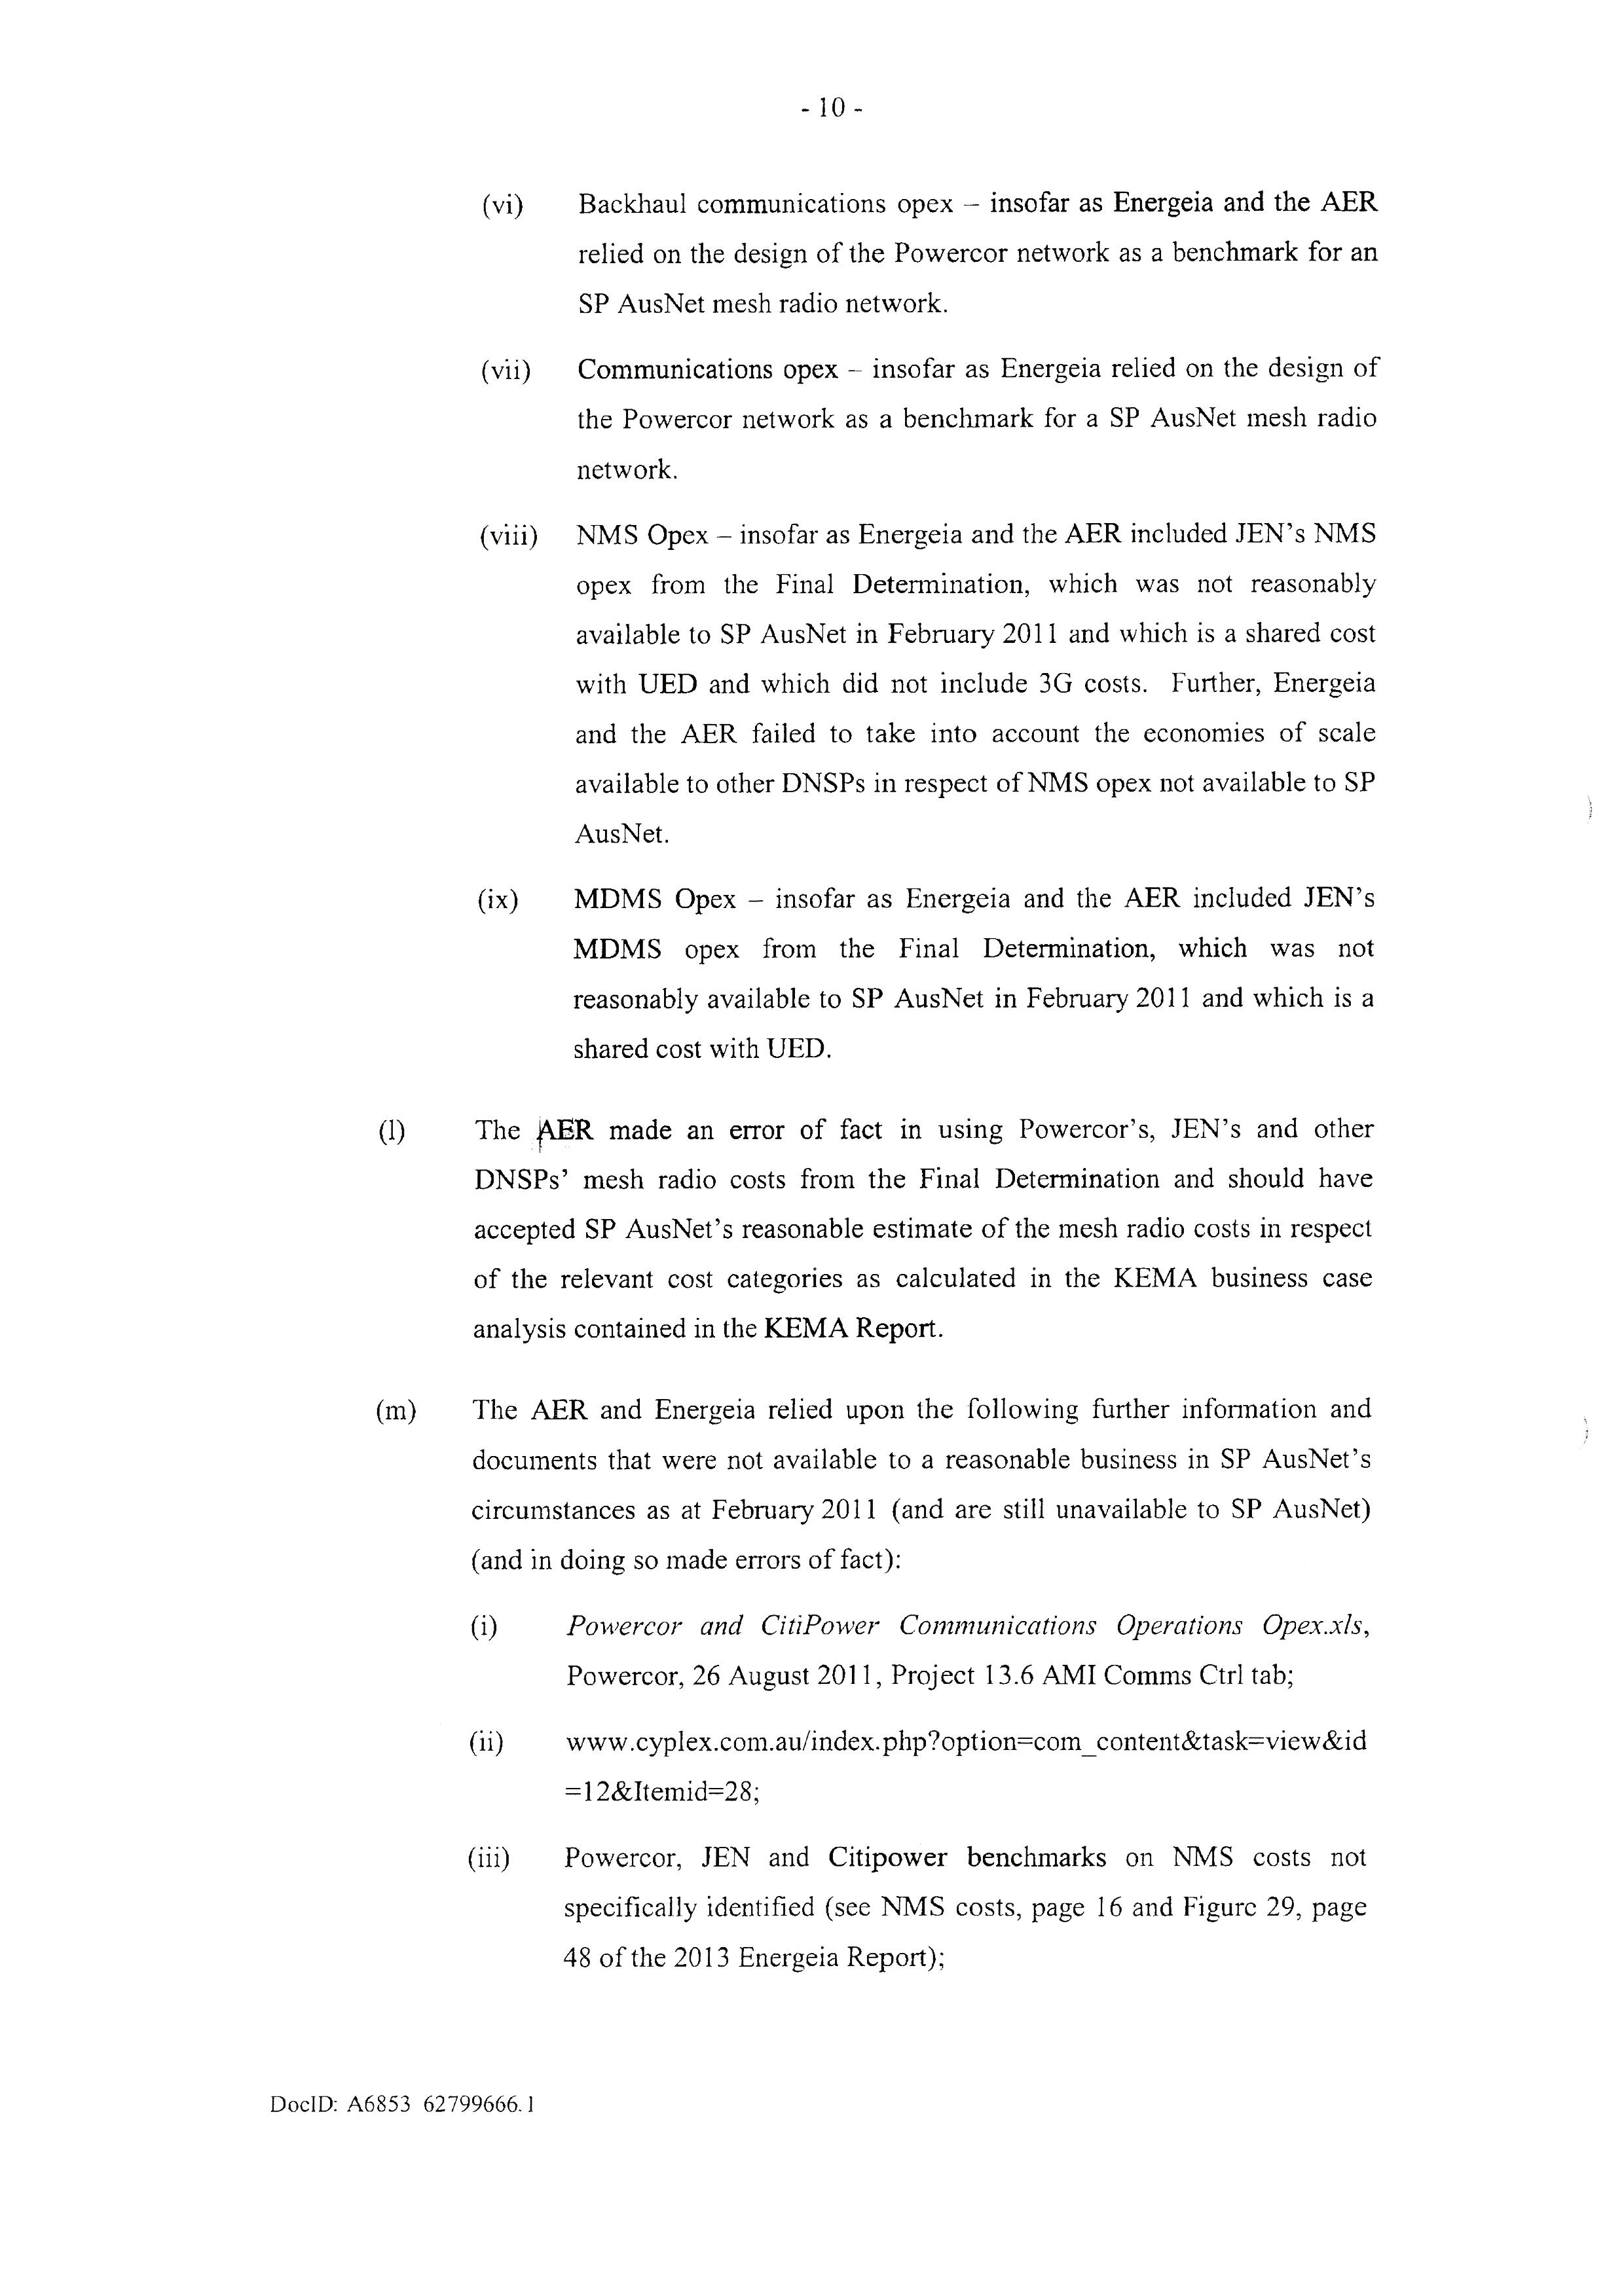 - 10 -
(vi) Backhaul communications opex – insofar as Energeia and the AER
relied on the design of the Powercor network as a benchmark for an
SP AusNet mesh radio network.
(vii) Communications opex – insofar as Energeia relied on the design of
the Powercor network as a benchmark for a SP AusNet mesh radio
network.
(viii) NMS Opex – insofar as Energeia and the AER included JEN's NMS
opex from the Final Determination, which was not reasonably
available to SP AusNet in February 2011 and which is a shared cost
with UED and which did not include 3G costs. Further, Energeia
and the AER failed to take into account the economies of scale
available to other DNSPs in respect of NMS opex not available to SP
AusNet.
(ix) MDMS Opex – insofar as Energeia and the AER included JEN's
MDMS opex from the Final Determination, which was not
reasonably available to SP AusNet in February 2011 and which is a
shared cost with UED.
(l) The AER made an error of fact in using Powercor's, JEN's and other
DNSPs' mesh radio costs from the Final Determination and should have
accepted SP AusNet's reasonable estimate of the mesh radio costs in respect
of the relevant cost categories as calculated in the KEMA business case
analysis contained in the KEMA Report.
(m) The AER and Energeia relied upon the following further information and
documents that were not available to a reasonable business in SP AusNet's
circumstances as at February 2011 (and are still unavailable to SP AusNet)
(and in doing so made errors of fact):
(i) Powercor and CitiPower Communications Operations Opex.xls,
Powercor, 26 August 2011, Project 13.6 AMI Comms Ctrl tab;
(ii) www.cyplex.com.au/index.php?option=com_content&task=view&id
=12&Itemid=28;
(iii) Powercor, JEN and Citipower benchmarks on NMS costs not
specifically identified (see NMS costs, page 16 and Figure 29, page
48 of the 2013 Energeia Report);
DocID: A6853 62799666.1